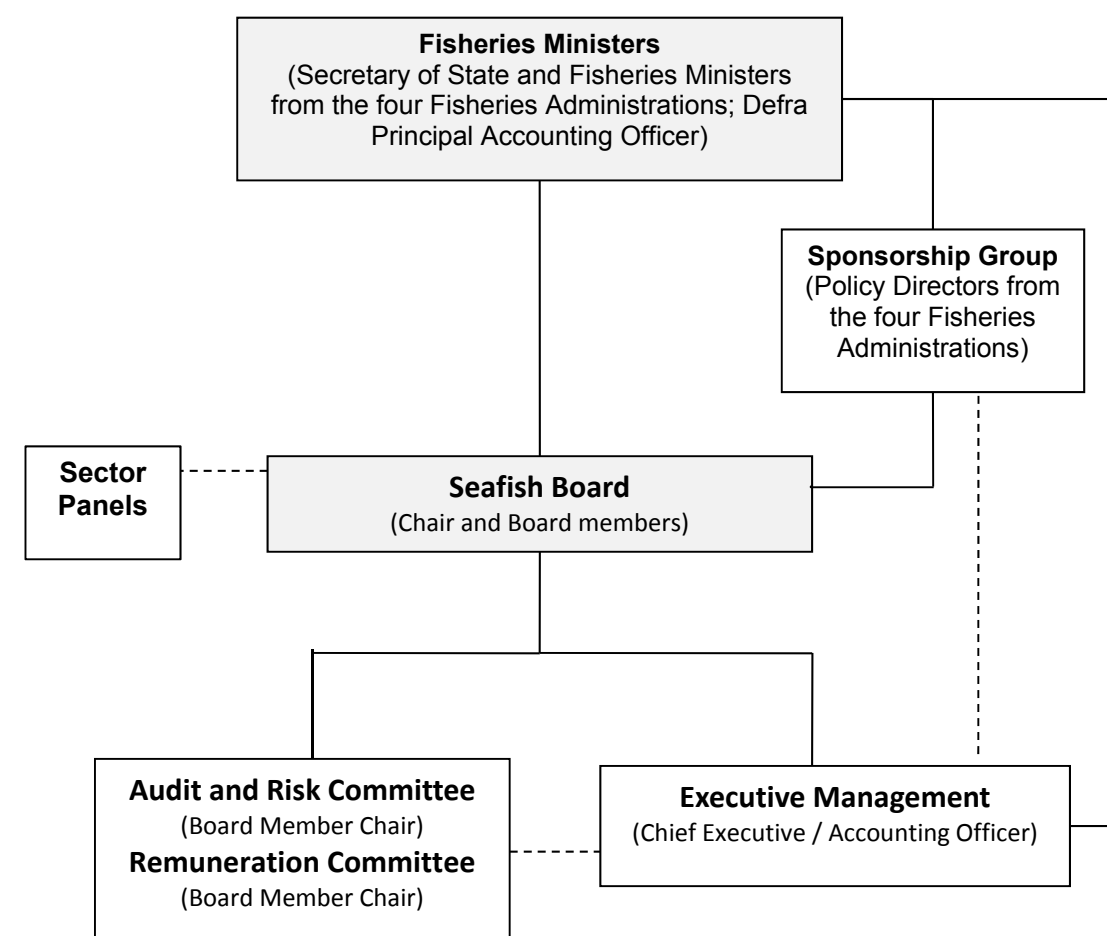 Fisheries Ministers
(Secretary of State and Fisheries Ministers
from the four Fisheries Administrations; Defra
Principal Accounting Officer)
Sponsorship Group
(Policy Directors from
the four Fisheries
Administrations)
Sector
Panels
Seafish Board
(Chair and Board members)
Audit and Risk Committee
(Board Member Chair)
Remuneration Committee
(Board Member Chair)
Executive Management
(Chief Executive / Accounting Officer)